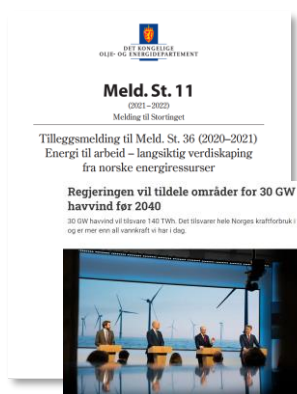 DET KONGELIGE
OLJE- OG ENERGIDEPARTEMENT
Meld. St. 11
(2021–2022)
Melding til Stortinget
Tilleggsmelding til Meld. St. 36 (2020–2021)
Energi til arbeid – langsiktig verdiskaping
fra norske energiressurser
Regjeringen vil tildele områder for 30 GW
havvind før 2040
30 GW havvind vil tilsvare 140 TWh. Det tilsvarer hele Norges kraftforbruk i
og er mer enn all vannkraft vi har i dag.